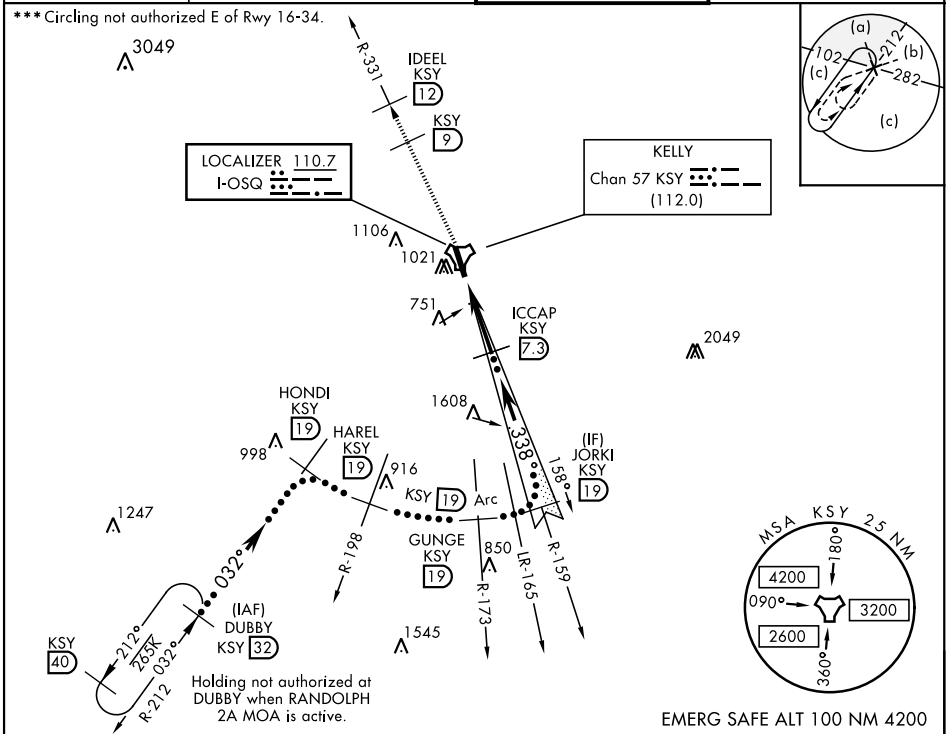 *** Circling not authorized E of Rwy 16-34.
3049
R-331
IDEEL
KSY
12
KSY
9
(a)
212
(b)
102
(c)
282
(c)
LOCALIZER 110.7
I-OSQ
KELLY
Chan 57 KSY
(112.0)
1106
1021
751
ICCAP
KSY
7.3
2049
HONDI
KSY
19
1608
338°
998
HAREL
KSY
19
(IF)
JORKI
KSY
19
158°
916
KSY 19 Arc
1247
GUNGE
KSY
19
850
R-198
R-173
LR-165
R-159
032°
(IAF)
DUBBY
KSY 32
1545
212°
265K
032°
KSY
40
R-212
Holding not authorized at
DUBBY when RANDOLPH
2A MOA is active.
MSA KSY 25 NM
180°
4200
090°
3200
2600
360°
EMERG SAFE ALT 100 NM 4200